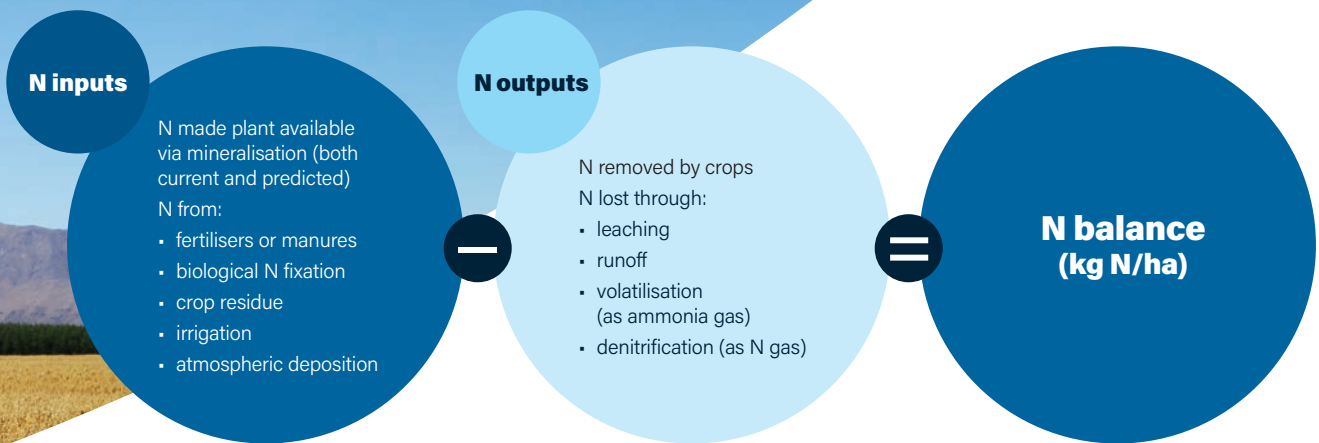 N inputs
N made plant available
via mineralisation (both
current and predicted)
N from:
• fertilisers or manures
• biological N fixation
• crop residue
• irrigation
• atmospheric deposition
−
N outputs
N removed by crops
N lost through:
• leaching
• runoff
• volatilisation
(as ammonia gas)
• denitrification (as N gas)
=
N balance
(kg N/ha)